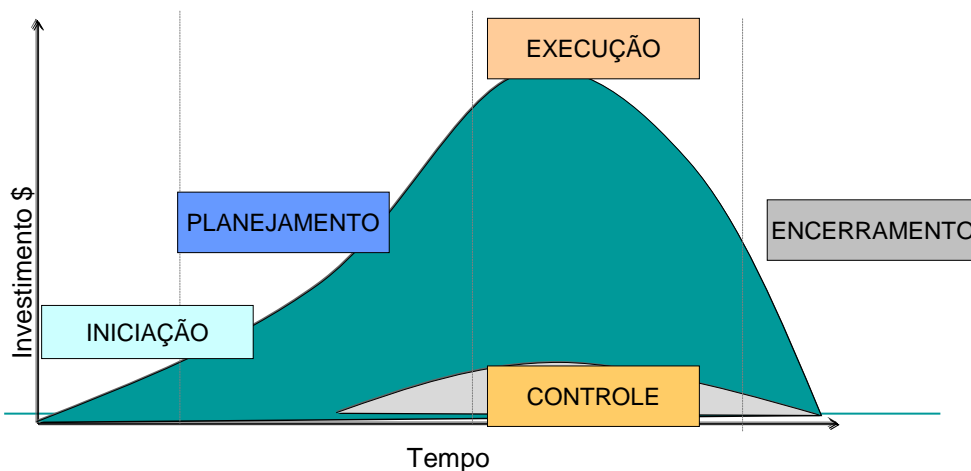 EXECUÇÃO
Investimento $
PLANEJAMENTO
ENCERRAMENTO
INICIAÇÃO
CONTROLE
Tempo